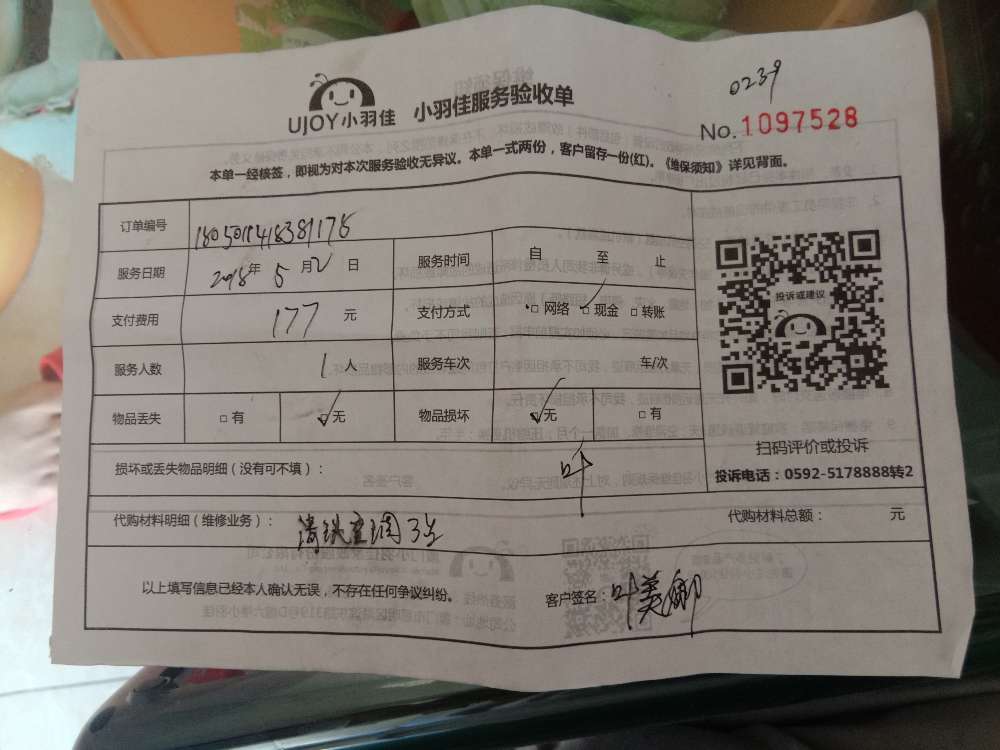 0239
UJOY小羽佳 小羽佳服务验收单
No.1097528
本单一经核签，即视为对本次服务验收无异议。本单一式两份，客户留存一份(红)。《维保须知》详见背面。
订单编号
服务日期 2018年5月2日 服务时间 自 至 止
支付费用 177元 支付方式 □网络 ☑现金 □转账
服务人数 1人 服务车次 车/次
物品丢失 □有 ☑无 物品损坏 ☑无 □有
投诉或建议
扫码评价或投诉
投诉电话：0592-5178888转2
损坏或丢失物品明细（没有可不填）： 叶
代购材料明细（维修业务）： 清洗空调3台 代购材料总额： 元
以上填写信息已经本人确认无误，不存在任何争议纠纷。 客户签名：叶美卿